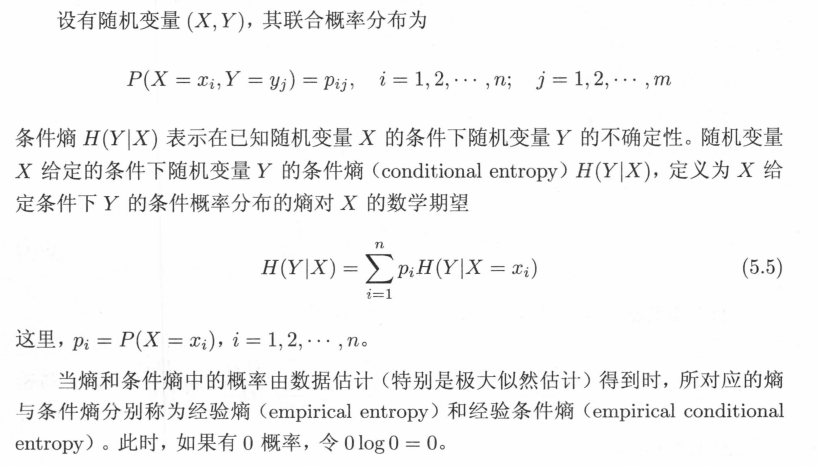 设有随机变量 (X, Y)，其联合概率分布为
P(X = x_i, Y = y_j) = p_{ij}, i = 1, 2, ⋯, n; j = 1, 2, ⋯, m
条件熵 H(Y|X) 表示在已知随机变量 X 的条件下随机变量 Y 的不确定性。随机变量
X 给定的条件下随机变量 Y 的条件熵（conditional entropy）H(Y|X)，定义为 X 给
定条件下 Y 的条件概率分布的熵对 X 的数学期望
H(Y|X) = \sum_{i=1}^{n} p_i H(Y|X = x_i) (5.5)
这里，p_i = P(X = x_i)，i = 1, 2, ⋯, n。
当熵和条件熵中的概率由数据估计（特别是极大似然估计）得到时，所对应的熵
与条件熵分别称为经验熵（empirical entropy）和经验条件熵（empirical conditional
entropy）。此时，如果有 0 概率，令 0 log 0 = 0。